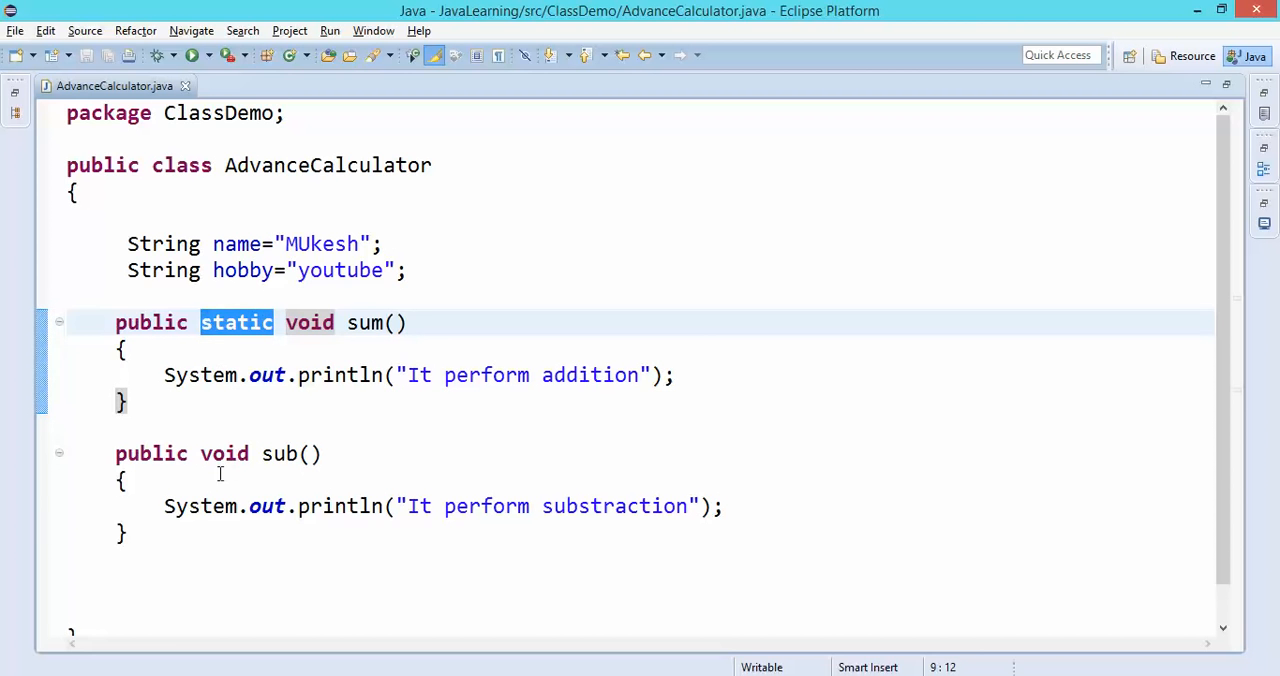 Java - JavaLearning/src/ClassDemo/AdvanceCalculator.java - Eclipse Platform
File Edit Source Refactor Navigate Search Project Run Window Help
Quick Access Resource Java
AdvanceCalculator.java
package ClassDemo;
public class AdvanceCalculator
{
String name="MUkesh";
String hobby="youtube";
public static void sum()
{
System.out.println("It perform addition");
}
public void sub()
{
System.out.println("It perform substraction");
}
}
Writable Smart Insert 9 : 12